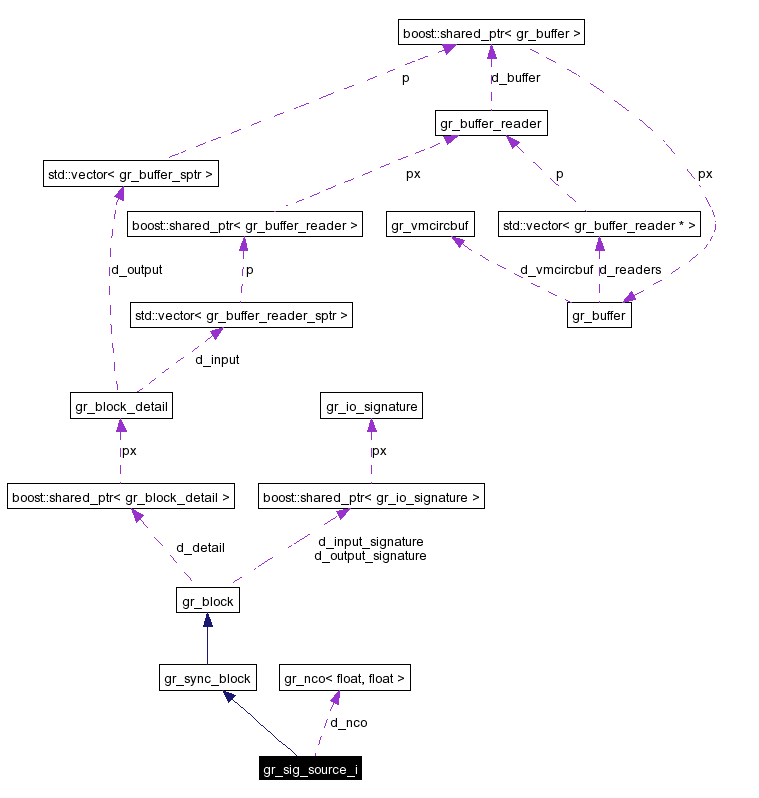 boost::shared_ptr< gr_buffer >
p
d_buffer
gr_buffer_reader
std::vector< gr_buffer_sptr >
px
p
px
boost::shared_ptr< gr_buffer_reader >
gr_vmcircbuf
std::vector< gr_buffer_reader * >
d_output
p
d_vmcircbuf
d_readers
std::vector< gr_buffer_reader_sptr >
gr_buffer
d_input
gr_block_detail
gr_io_signature
px
px
boost::shared_ptr< gr_block_detail >
boost::shared_ptr< gr_io_signature >
d_detail
d_input_signature
d_output_signature
gr_block
gr_sync_block
gr_nco< float, float >
d_nco
gr_sig_source_i